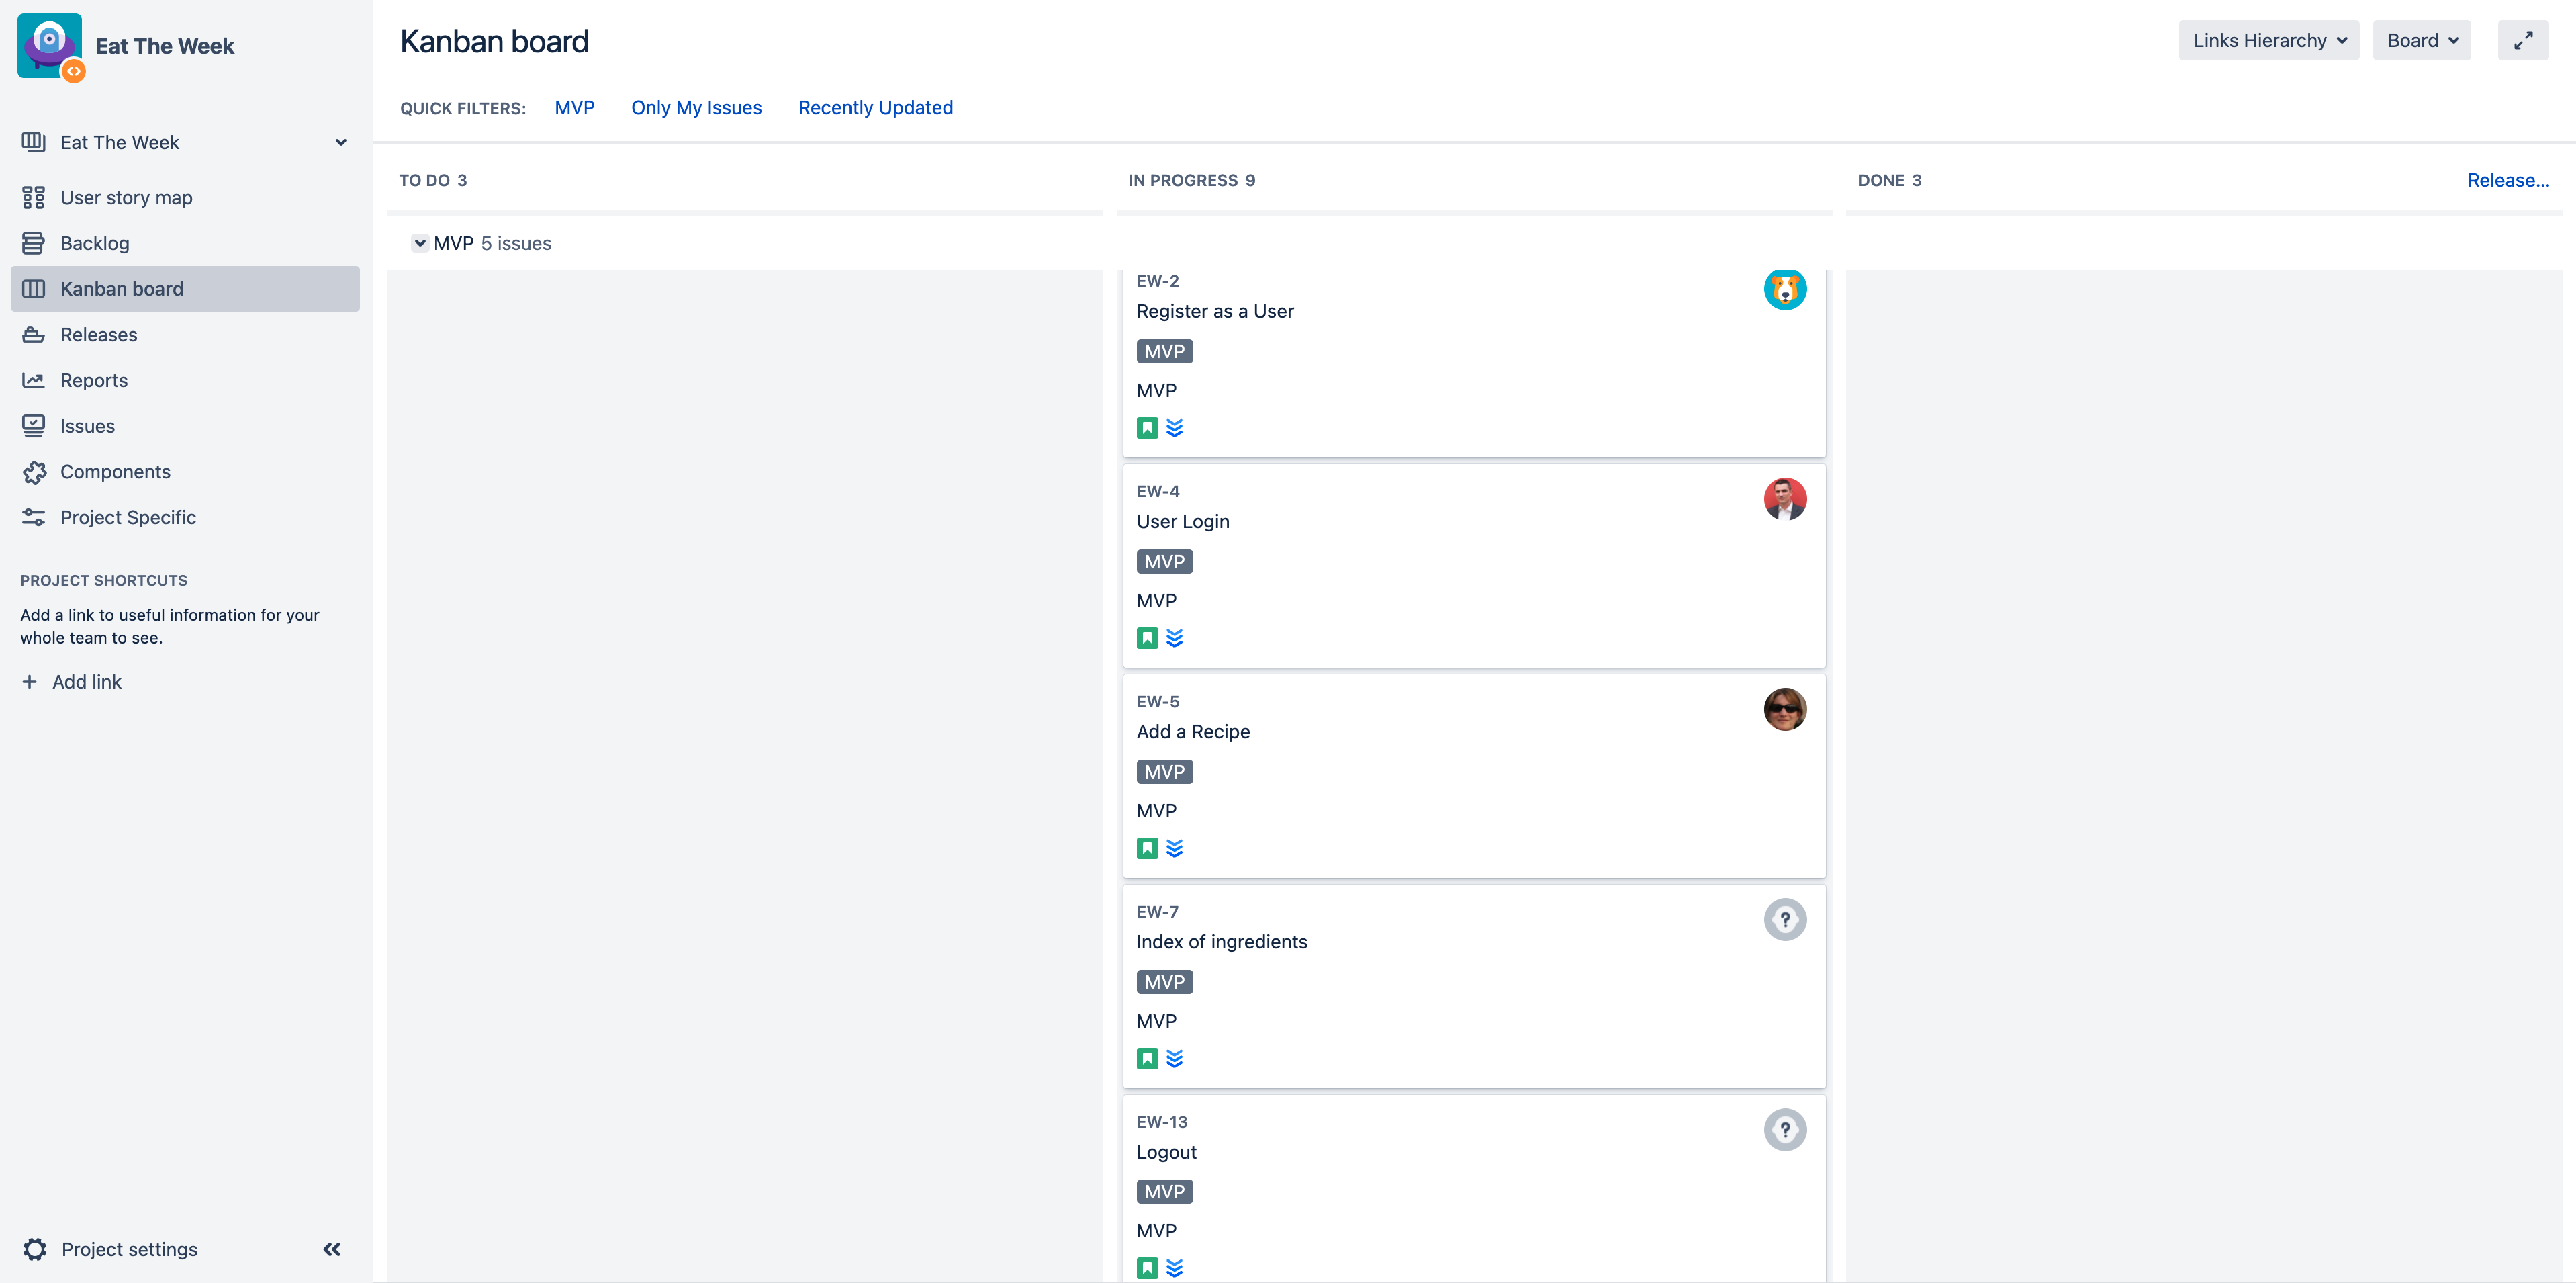 Eat The Week
Eat The Week
User story map
Backlog
Kanban board
Releases
Reports
Issues
Components
Project Specific
PROJECT SHORTCUTS
Add a link to useful information for your
whole team to see.
+ Add link
Project settings
Kanban board
Links Hierarchy
Board
QUICK FILTERS: MVP Only My Issues Recently Updated
TO DO 3
IN PROGRESS 9
DONE 3
Release...
MVP 5 issues
EW-2
Register as a User
MVP
MVP
EW-4
User Login
MVP
MVP
EW-5
Add a Recipe
MVP
MVP
EW-7
?
Index of ingredients
MVP
MVP
EW-13
?
Logout
MVP
MVP